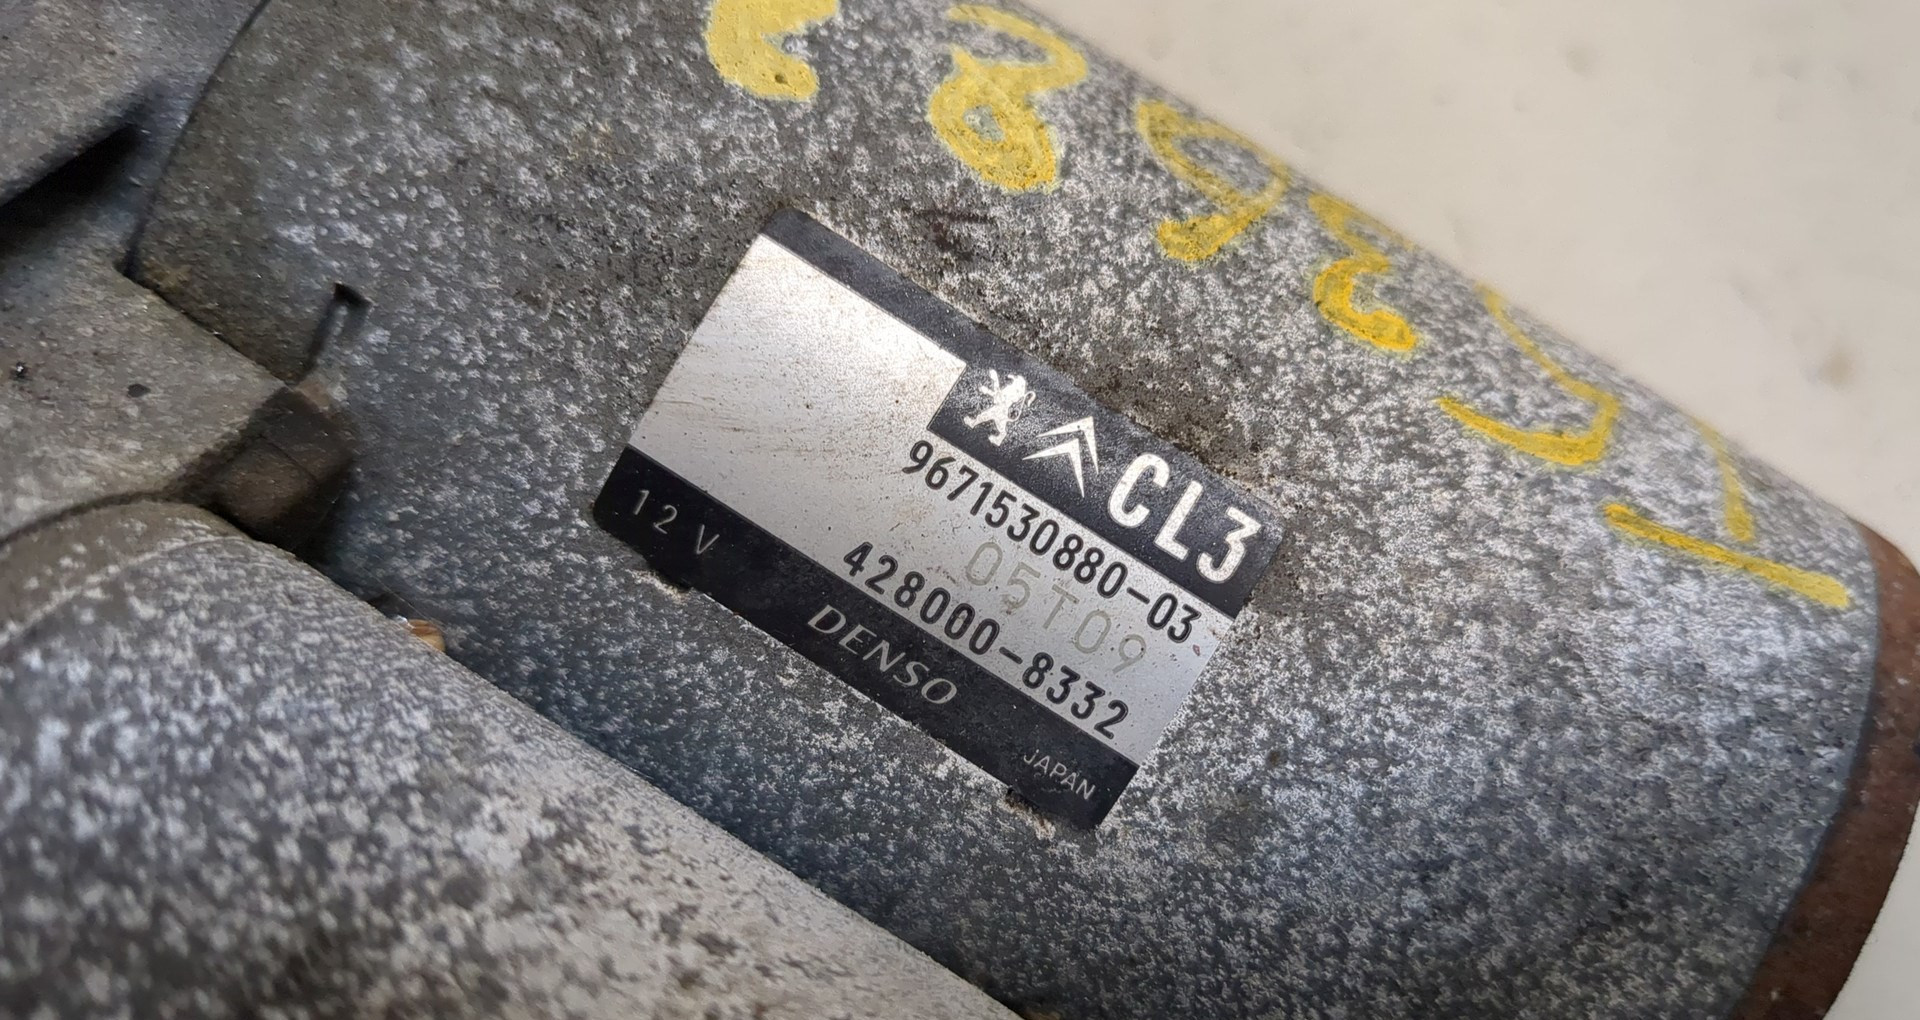 CL3
9671530880-03
05T09
428000-8332
12V
DENSO
JAPAN